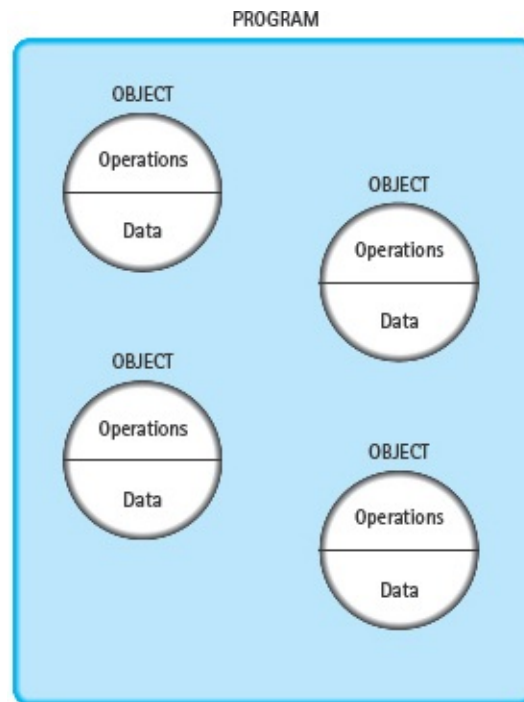 PROGRAM
OBJECT
Operations
Data
OBJECT
Operations
Data
OBJECT
Operations
Data
OBJECT
Operations
Data